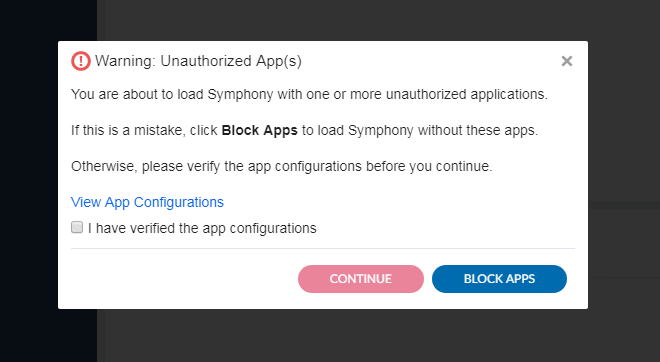 Warning: Unauthorized App(s)
You are about to load Symphony with one or more unauthorized applications.
If this is a mistake, click Block Apps to load Symphony without these apps.
Otherwise, please verify the app configurations before you continue.
View App Configurations
I have verified the app configurations
CONTINUE BLOCK APPS